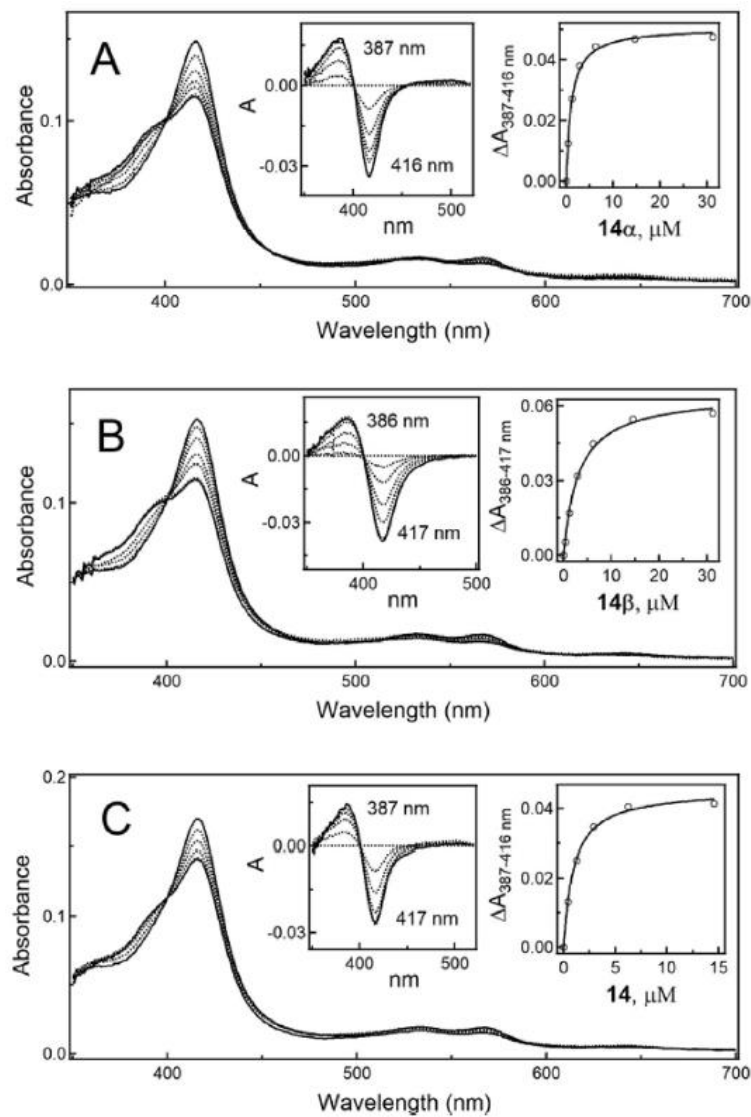 A
Absorbance
0.1
0.0
400
500
600
700
Wavelength (nm)
A
0.00
-0.03
387 nm
416 nm
400
500
nm
ΔA387-416 nm
0.04
0.02
0.00
0
10
20
30
14α, μM
B
Absorbance
0.1
0.0
400
500
600
700
Wavelength (nm)
A
0.00
-0.03
386 nm
417 nm
400
500
nm
ΔA386-417 nm
0.06
0.03
0.00
0
10
20
30
14β, μM
C
Absorbance
0.2
0.1
0.0
400
500
600
700
Wavelength (nm)
A
0.00
-0.03
387 nm
417 nm
400
500
nm
ΔA387-416 nm
0.04
0.02
0.00
0
5
10
15
14, μM